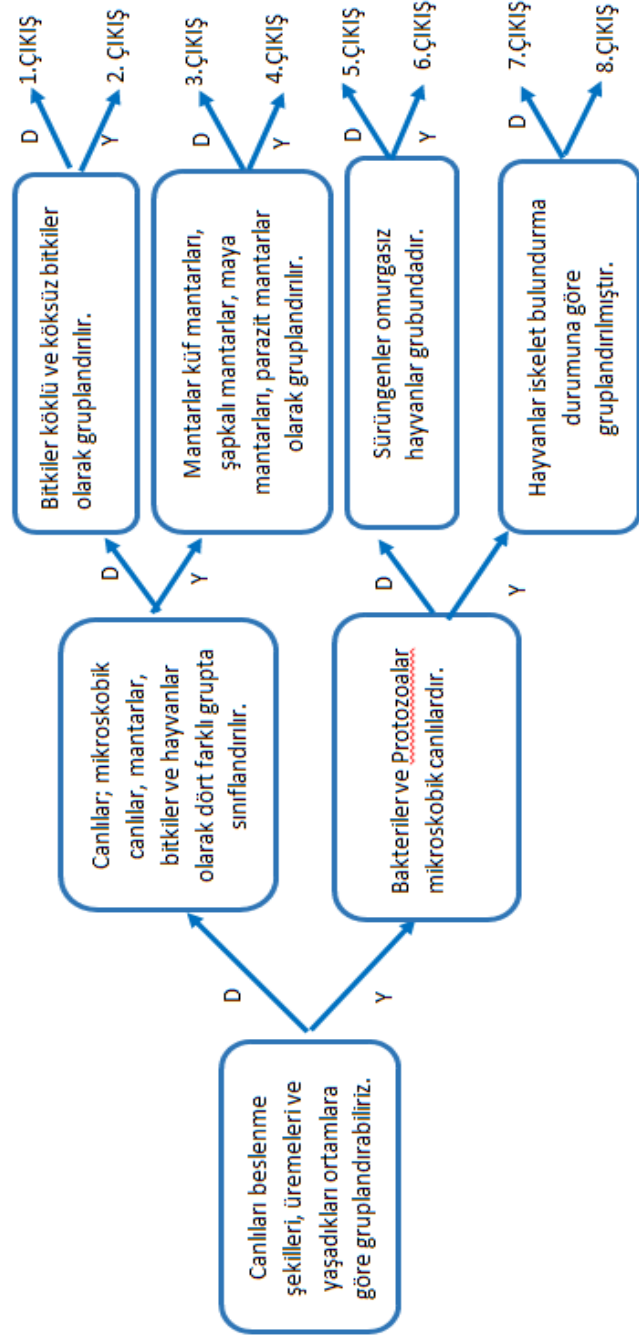 Canlıları beslenme
şekilleri, üremeleri ve
yaşadıkları ortamlara
göre gruplandırabiliriz.
D
Y
Canlılar; mikroskobik
canlılar, mantarlar,
bitkiler ve hayvanlar
olarak dört farklı grupta
sınıflandırılır.
D
Y
Bakteriler ve Protozoalar
mikroskobik canlılardır.
D
Y
Bitkiler köklü ve köksüz bitkiler
olarak gruplandırılır.
D
Y
1.ÇIKIŞ
2. ÇIKIŞ
Mantarlar küf mantarları,
şapkalı mantarlar, maya
mantarları, parazit mantarlar
olarak gruplandırılır.
D
Y
3.ÇIKIŞ
4.ÇIKIŞ
Sürüngenler omurgasız
hayvanlar grubundadır.
D
Y
5.ÇIKIŞ
6.ÇIKIŞ
Hayvanlar iskelet bulundurma
durumuna göre
gruplandırılmıştır.
D
Y
7.ÇIKIŞ
8.ÇIKIŞ